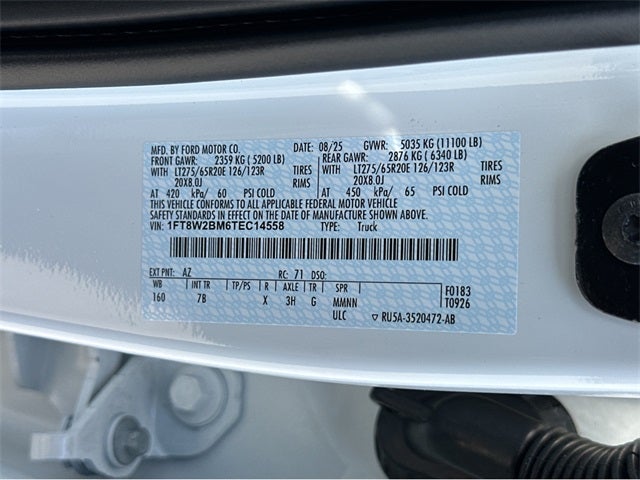 MFD. BY FORD MOTOR CO. 08/25 GVWR: 5035 KG (11100 LB)
FRONT GAWR: 2359 KG (5200 LB) REAR GAWR: 2876 KG (6340 LB)
WITH LT275/65R20E 126/123R TIRES WITH LT275/65R20E 126/123R TIRES
20X8.0J RIMS 20X8.0J RIMS
AT 420 kPa/ 60 PSI COLD AT 450 kPa/ 65 PSI COLD
THIS VEHICLE CONFORMS TO ALL APPLICABLE FEDERAL MOTOR VEHICLE
SAFETY STANDARDS IN EFFECT ON THE DATE OF MANUFACTURE SHOWN ABOVE.
VIN: 1FT8W2BM6TEC14558 TYPE: Truck
EXT PNT: AZ RC: 71 DSO:
WB INT TR TP/PS R AXLE TR SPR F0183
160 7B X 3H G MMNN T0926
ULC ▽ RU5A-3520472-AB